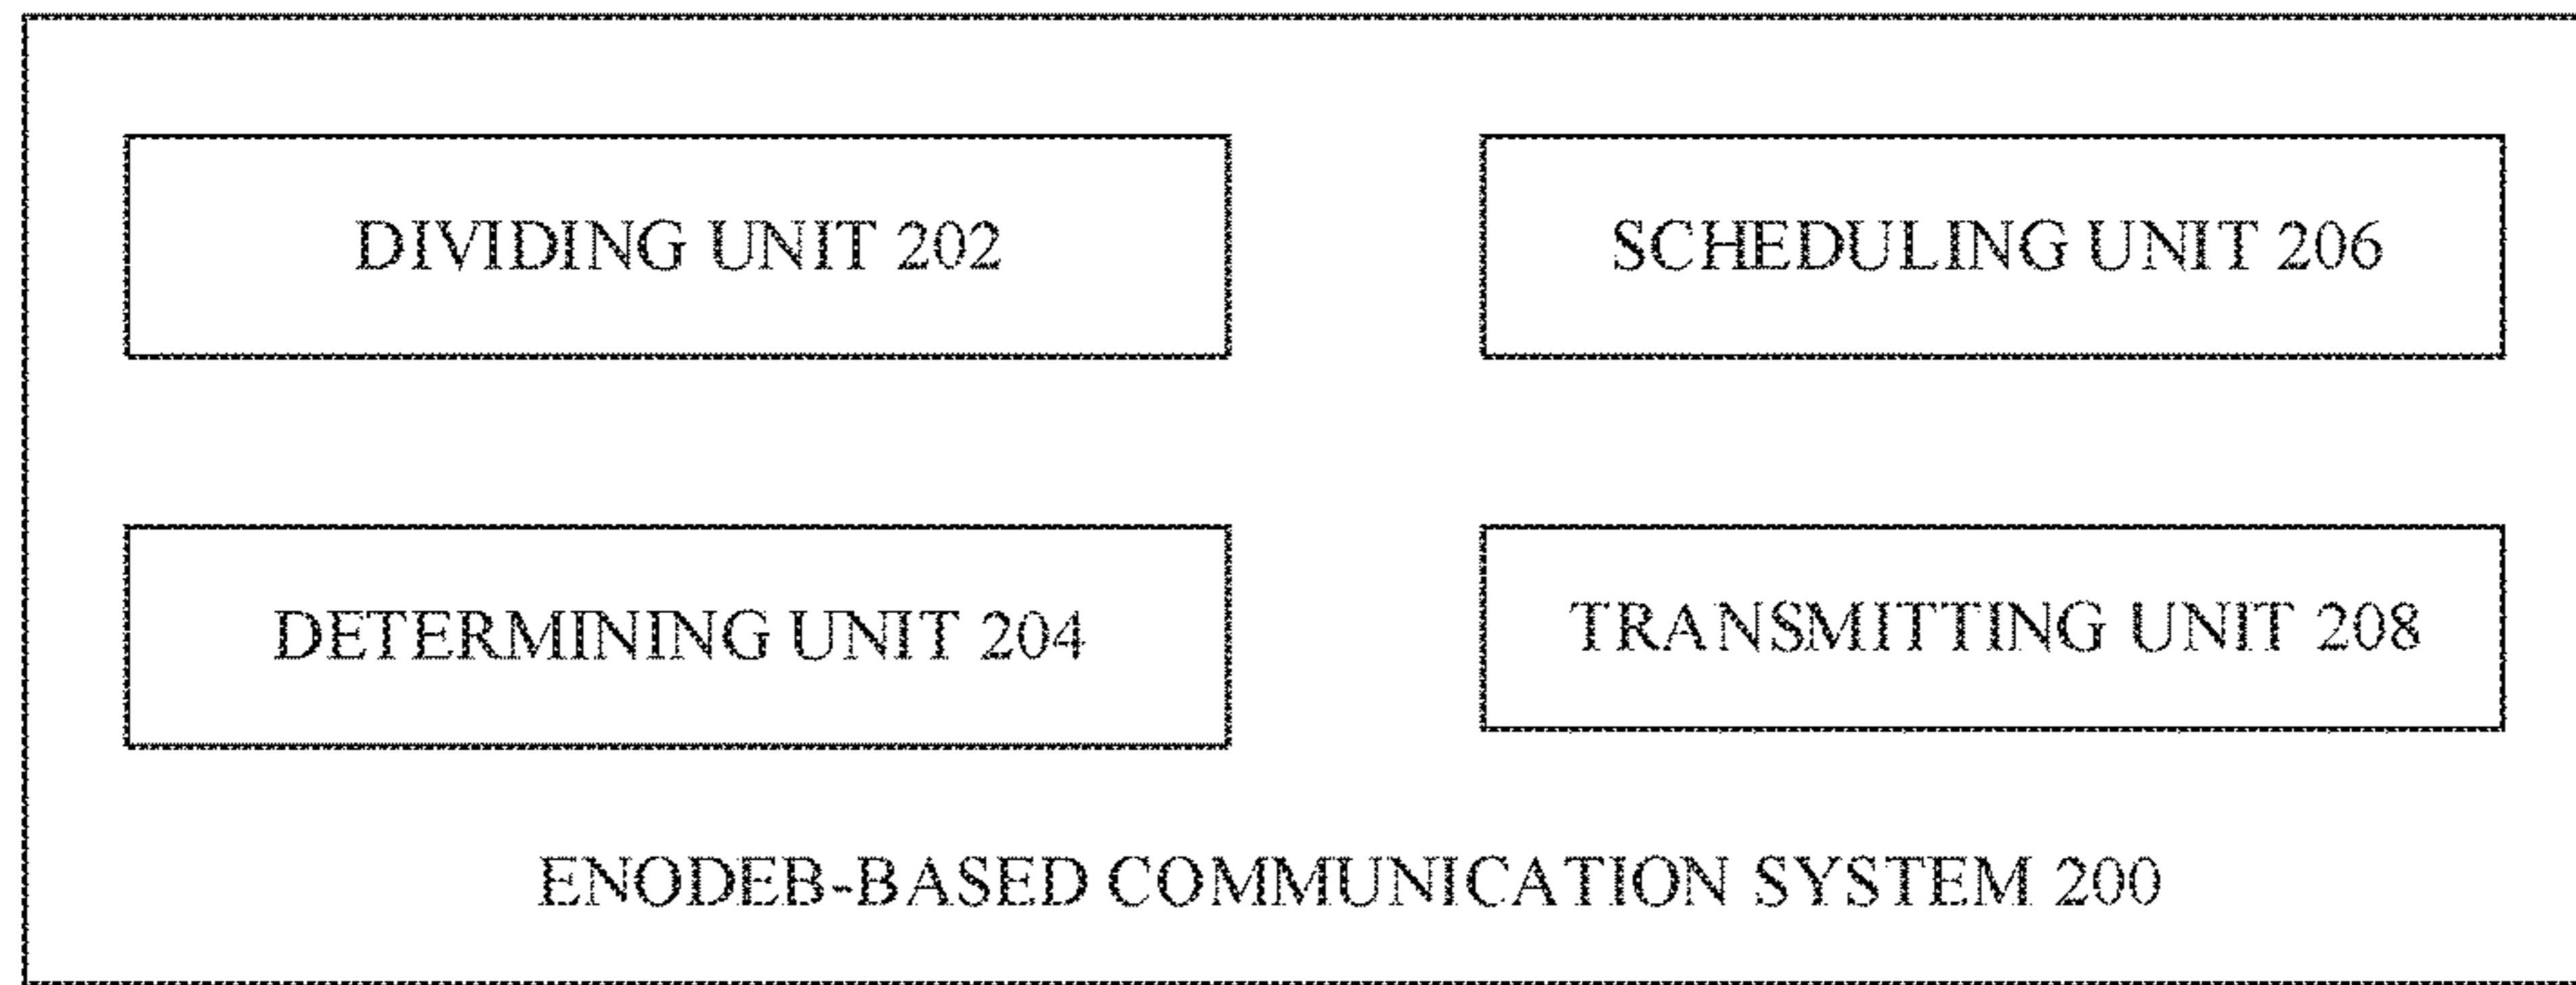 DIVIDING UNIT 202
SCHEDULING UNIT 206
DETERMINING UNIT 204
TRANSMITTING UNIT 208
ENODEB-BASED COMMUNICATION SYSTEM 200